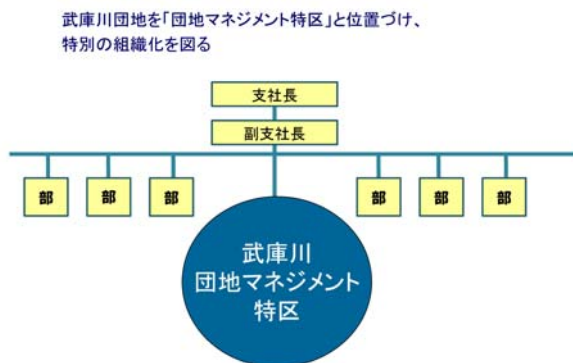 武庫川団地を「団地マネジメント特区」と位置づけ、
特別の組織化を図る
支社長
副支社長
部 部 部 部 部 部
武庫川
団地マネジメント
特区